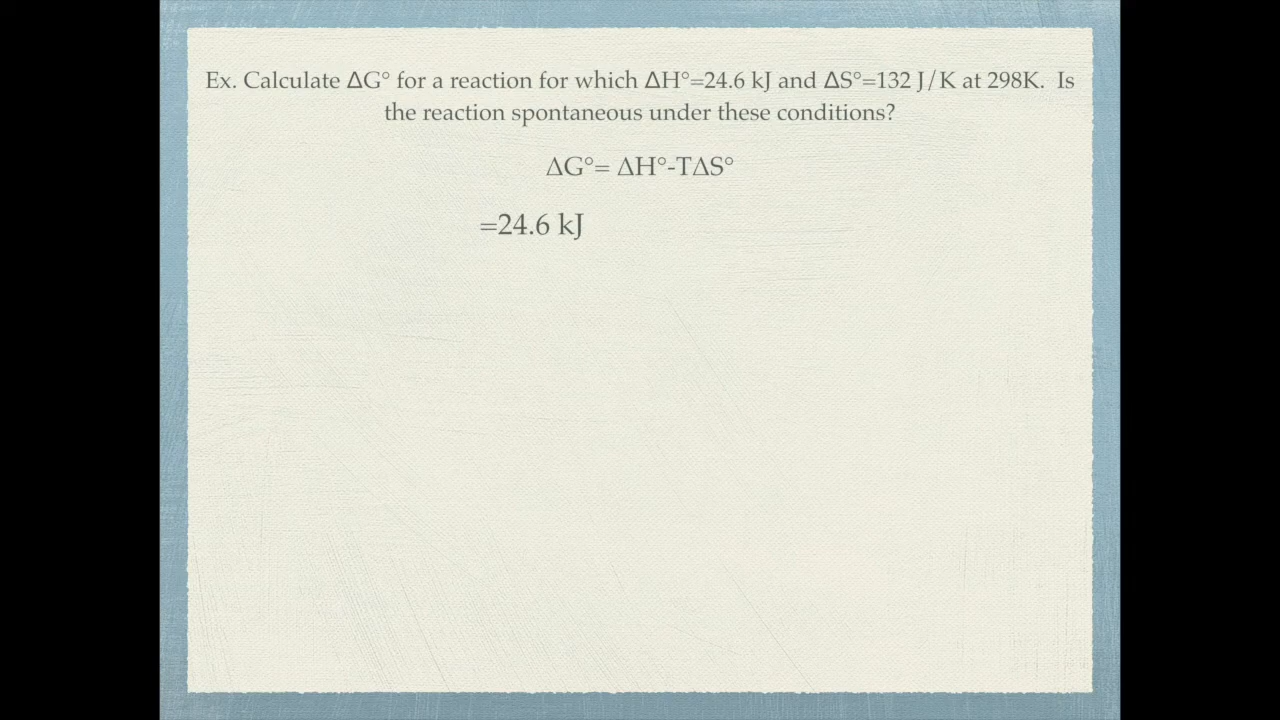 Ex. Calculate ΔG° for a reaction for which ΔH°=24.6 kJ and ΔS°=132 J/K at 298K.  Is
the reaction spontaneous under these conditions?
ΔG°= ΔH°-TΔS°
=24.6 kJ